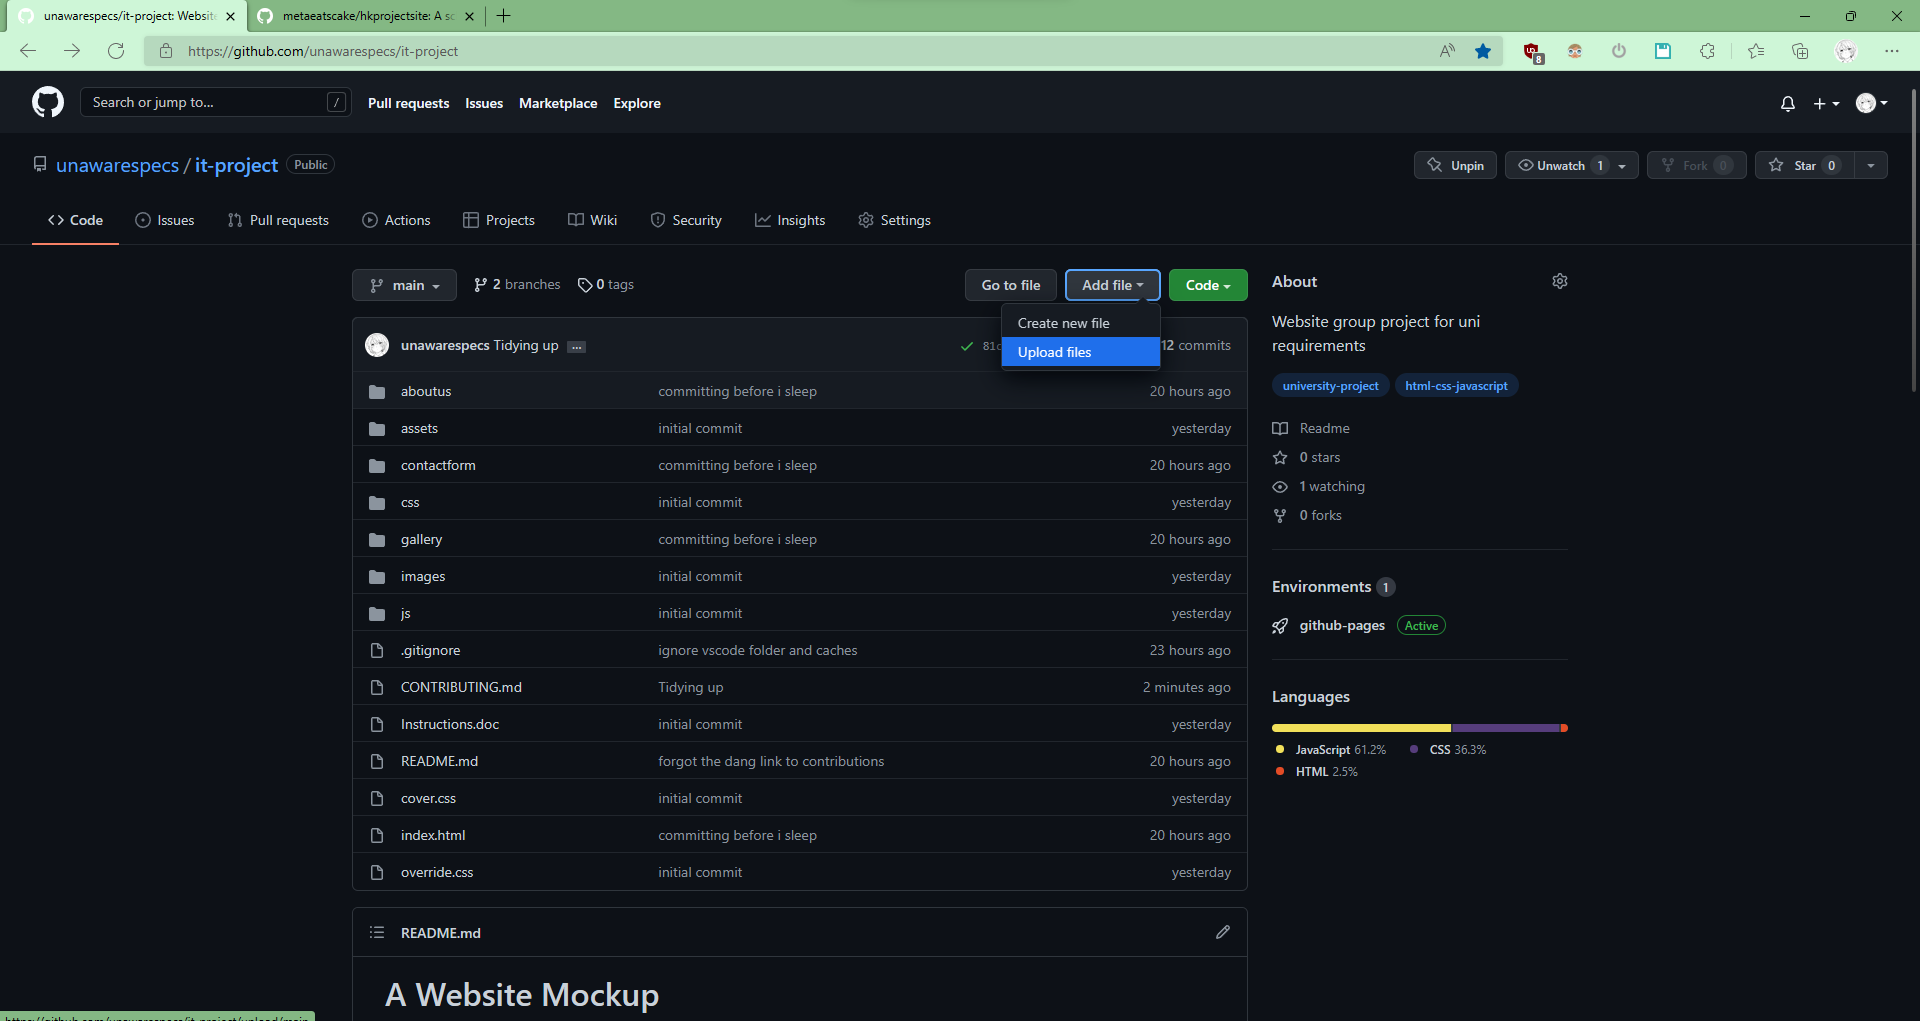 unawarespecs/it-project: Website
metaeatscake/hkprojectsite: A sc
https://github.com/unawarespecs/it-project
8
Search or jump to...
/
Pull requests
Issues
Marketplace
Explore
unawarespecs / it-project
Public
Unpin
Unwatch 1
Fork 0
Star 0
Code
Issues
Pull requests
Actions
Projects
Wiki
Security
Insights
Settings
main
2 branches
0 tags
Go to file
Add file
Code
Create new file
Upload files
unawarespecs Tidying up ...
12 commits
aboutus committing before i sleep 20 hours ago
assets initial commit yesterday
contactform committing before i sleep 20 hours ago
css initial commit yesterday
gallery committing before i sleep 20 hours ago
images initial commit yesterday
js initial commit yesterday
.gitignore ignore vscode folder and caches 23 hours ago
CONTRIBUTING.md Tidying up 2 minutes ago
Instructions.doc initial commit yesterday
README.md forgot the dang link to contributions 20 hours ago
cover.css initial commit yesterday
index.html committing before i sleep 20 hours ago
override.css initial commit yesterday
README.md
A Website Mockup
About
Website group project for uni
requirements
university-project
html-css-javascript
Readme
0 stars
1 watching
0 forks
Environments 1
github-pages Active
Languages
JavaScript 61.2%
CSS 36.3%
HTML 2.5%
https://github.com/unawarespecs/it-project/upload/main